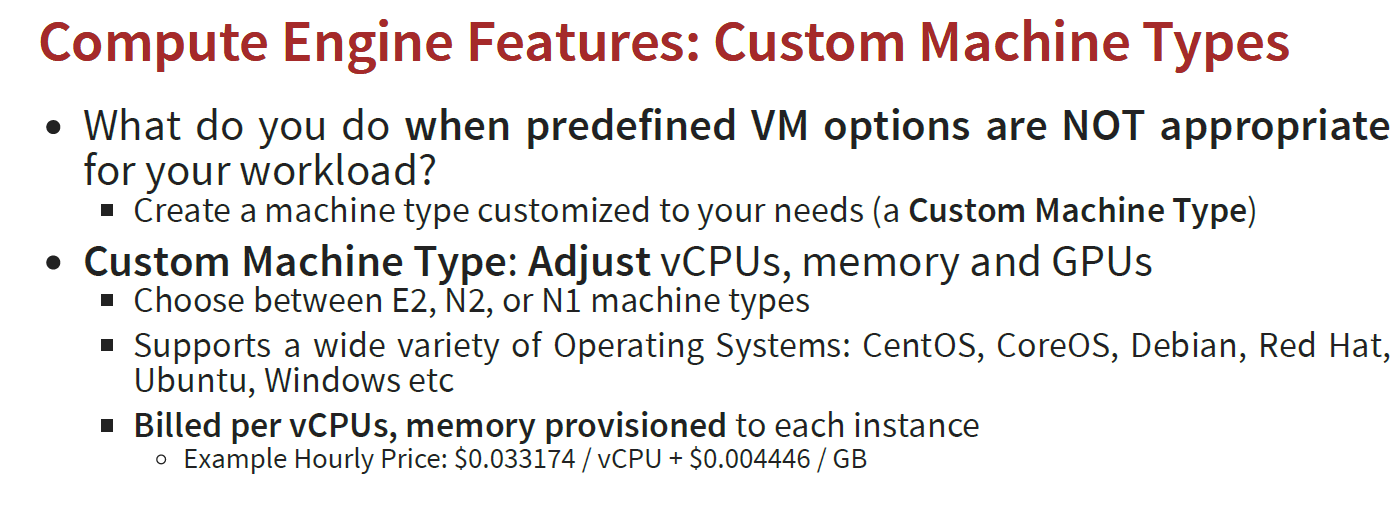 Compute Engine Features: Custom Machine Types
• What do you do when predefined VM options are NOT appropriate
for your workload?
▪ Create a machine type customized to your needs (a Custom Machine Type)
• Custom Machine Type: Adjust vCPUs, memory and GPUs
▪ Choose between E2, N2, or N1 machine types
▪ Supports a wide variety of Operating Systems: CentOS, CoreOS, Debian, Red Hat,
Ubuntu, Windows etc
▪ Billed per vCPUs, memory provisioned to each instance
○ Example Hourly Price: $0.033174 / vCPU + $0.004446 / GB